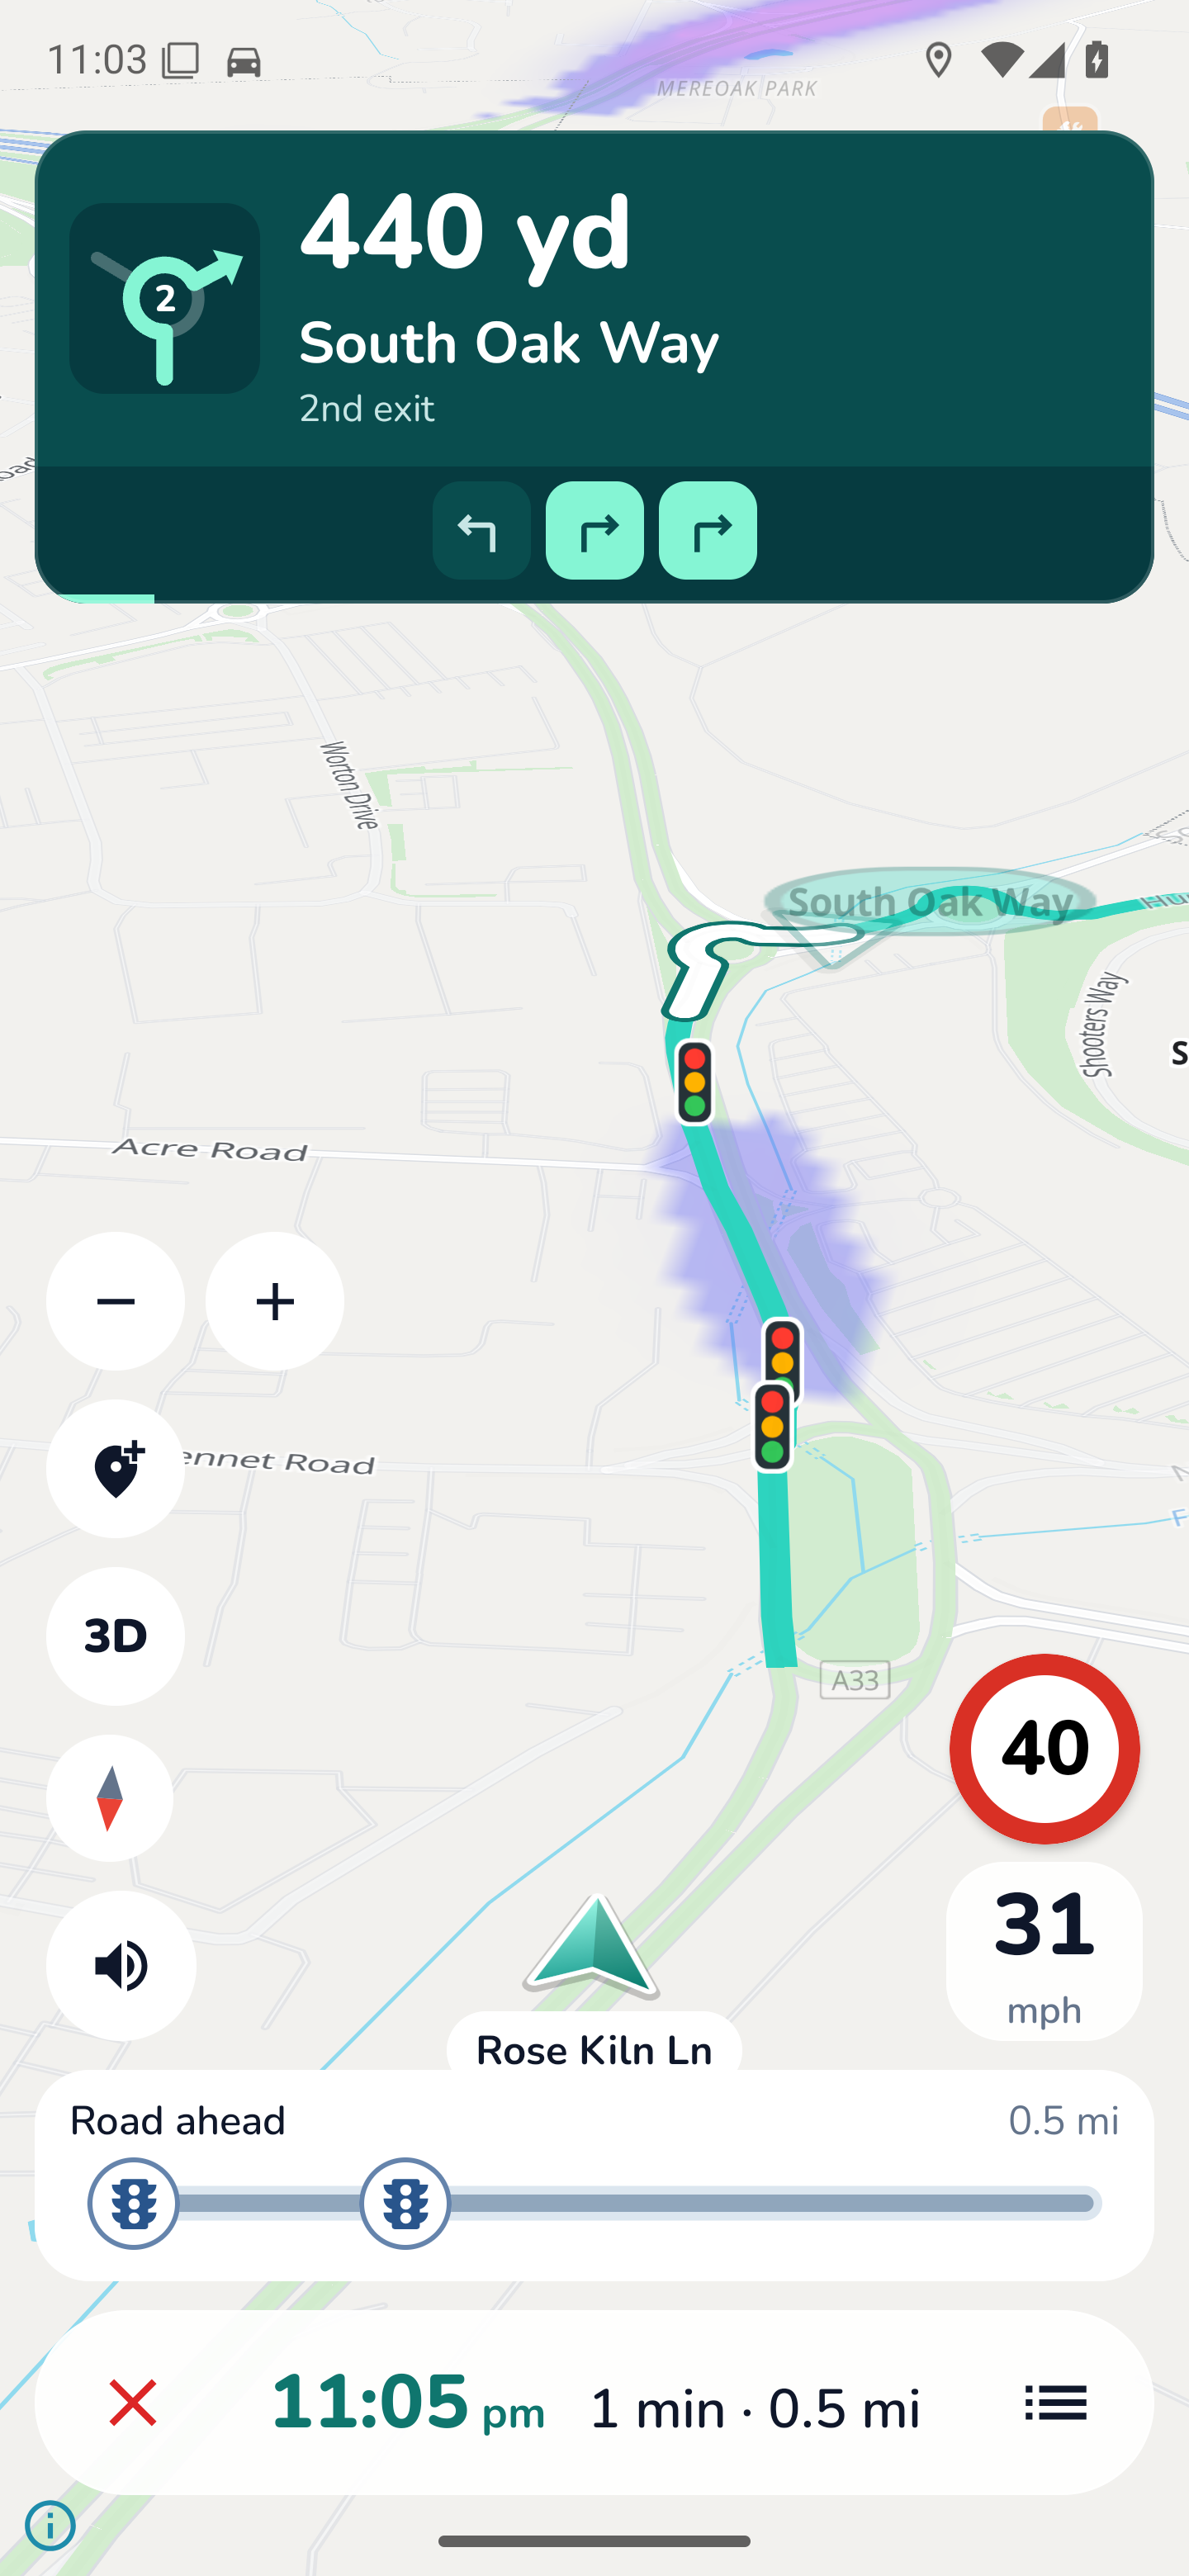 11:03
MEREOAK PARK
440 yd
2
South Oak Way
2nd exit
Worton Drive
South Oak Way
Shooters Way
Acre Road
ennet Road
3D
A33
40
31
mph
Rose Kiln Ln
Road ahead
0.5 mi
11:05 pm
1 min · 0.5 mi